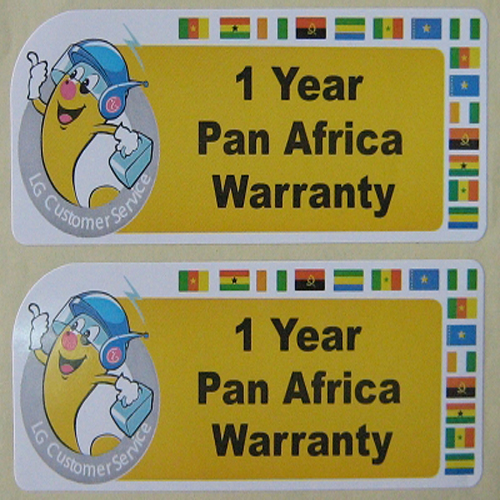 1 Year
Pan Africa
Warranty
LG Customer Service
1 Year
Pan Africa
Warranty
LG Customer Service